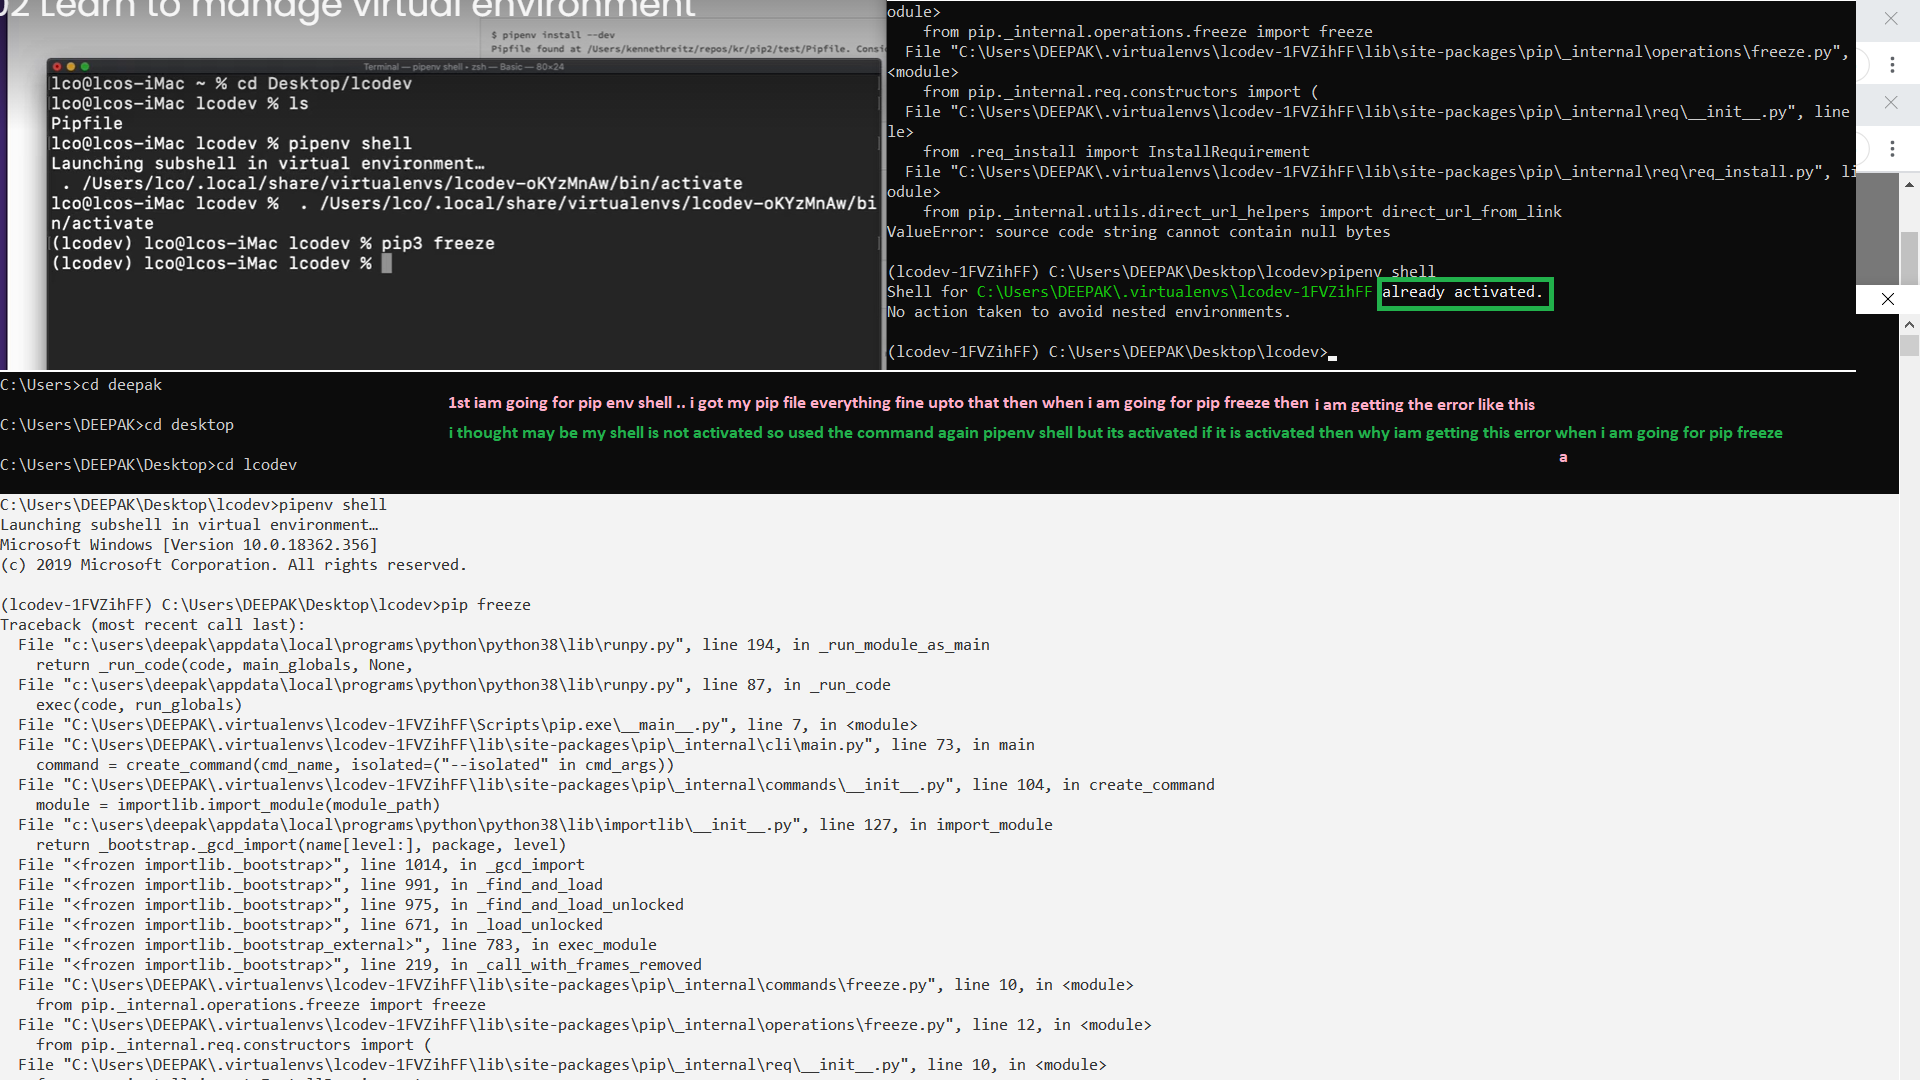 02 Learn to manage virtual environment
$ pipenv install --dev
Pipfile found at /Users/kennethreitz/repos/kr/pip2/test/Pipfile.
Terminal — pipenv shell • zsh — Basic — 80×24
lco@lcos-iMac ~ % cd Desktop/lcodev
lco@lcos-iMac lcodev % ls
Pipfile
lco@lcos-iMac lcodev % pipenv shell
Launching subshell in virtual environment…
 . /Users/lco/.local/share/virtualenvs/lcodev-oKYzMnAw/bin/activate
lco@lcos-iMac lcodev %  . /Users/lco/.local/share/virtualenvs/lcodev-oKYzMnAw/bi
n/activate
(lcodev) lco@lcos-iMac lcodev % pip3 freeze
(lcodev) lco@lcos-iMac lcodev %
odule>
    from pip._internal.operations.freeze import freeze
  File "C:\Users\DEEPAK\.virtualenvs\lcodev-1FVZihFF\lib\site-packages\pip\_internal\operations\freeze.py",
<module>
    from pip._internal.req.constructors import (
  File "C:\Users\DEEPAK\.virtualenvs\lcodev-1FVZihFF\lib\site-packages\pip\_internal\req\__init__.py", line
le>
    from .req_install import InstallRequirement
  File "C:\Users\DEEPAK\.virtualenvs\lcodev-1FVZihFF\lib\site-packages\pip\_internal\req\req_install.py", li
odule>
    from pip._internal.utils.direct_url_helpers import direct_url_from_link
ValueError: source code string cannot contain null bytes
(lcodev-1FVZihFF) C:\Users\DEEPAK\Desktop\lcodev>pipenv shell
Shell for C:\Users\DEEPAK\.virtualenvs\lcodev-1FVZihFF already activated.
No action taken to avoid nested environments.
(lcodev-1FVZihFF) C:\Users\DEEPAK\Desktop\lcodev>
C:\Users>cd deepak
1st iam going for pip env shell .. i got my pip file everything fine upto that then when i am going for pip freeze then i am getting the error like this
C:\Users\DEEPAK>cd desktop
i thought may be my shell is not activated so used the command again pipenv shell but its activated if it is activated then why iam getting this error when i am going for pip freeze
a
C:\Users\DEEPAK\Desktop>cd lcodev
C:\Users\DEEPAK\Desktop\lcodev>pipenv shell
Launching subshell in virtual environment…
Microsoft Windows [Version 10.0.18362.356]
(c) 2019 Microsoft Corporation. All rights reserved.
(lcodev-1FVZihFF) C:\Users\DEEPAK\Desktop\lcodev>pip freeze
Traceback (most recent call last):
  File "c:\users\deepak\appdata\local\programs\python\python38\lib\runpy.py", line 194, in _run_module_as_main
    return _run_code(code, main_globals, None,
  File "c:\users\deepak\appdata\local\programs\python\python38\lib\runpy.py", line 87, in _run_code
    exec(code, run_globals)
  File "C:\Users\DEEPAK\.virtualenvs\lcodev-1FVZihFF\Scripts\pip.exe\__main__.py", line 7, in <module>
  File "C:\Users\DEEPAK\.virtualenvs\lcodev-1FVZihFF\lib\site-packages\pip\_internal\cli\main.py", line 73, in main
    command = create_command(cmd_name, isolated=("--isolated" in cmd_args))
  File "C:\Users\DEEPAK\.virtualenvs\lcodev-1FVZihFF\lib\site-packages\pip\_internal\commands\__init__.py", line 104, in create_command
    module = importlib.import_module(module_path)
  File "c:\users\deepak\appdata\local\programs\python\python38\lib\importlib\__init__.py", line 127, in import_module
    return _bootstrap._gcd_import(name[level:], package, level)
  File "<frozen importlib._bootstrap>", line 1014, in _gcd_import
  File "<frozen importlib._bootstrap>", line 991, in _find_and_load
  File "<frozen importlib._bootstrap>", line 975, in _find_and_load_unlocked
  File "<frozen importlib._bootstrap>", line 671, in _load_unlocked
  File "<frozen importlib._bootstrap_external>", line 783, in exec_module
  File "<frozen importlib._bootstrap>", line 219, in _call_with_frames_removed
  File "C:\Users\DEEPAK\.virtualenvs\lcodev-1FVZihFF\lib\site-packages\pip\_internal\commands\freeze.py", line 10, in <module>
    from pip._internal.operations.freeze import freeze
  File "C:\Users\DEEPAK\.virtualenvs\lcodev-1FVZihFF\lib\site-packages\pip\_internal\operations\freeze.py", line 12, in <module>
    from pip._internal.req.constructors import (
  File "C:\Users\DEEPAK\.virtualenvs\lcodev-1FVZihFF\lib\site-packages\pip\_internal\req\__init__.py", line 10, in <module>